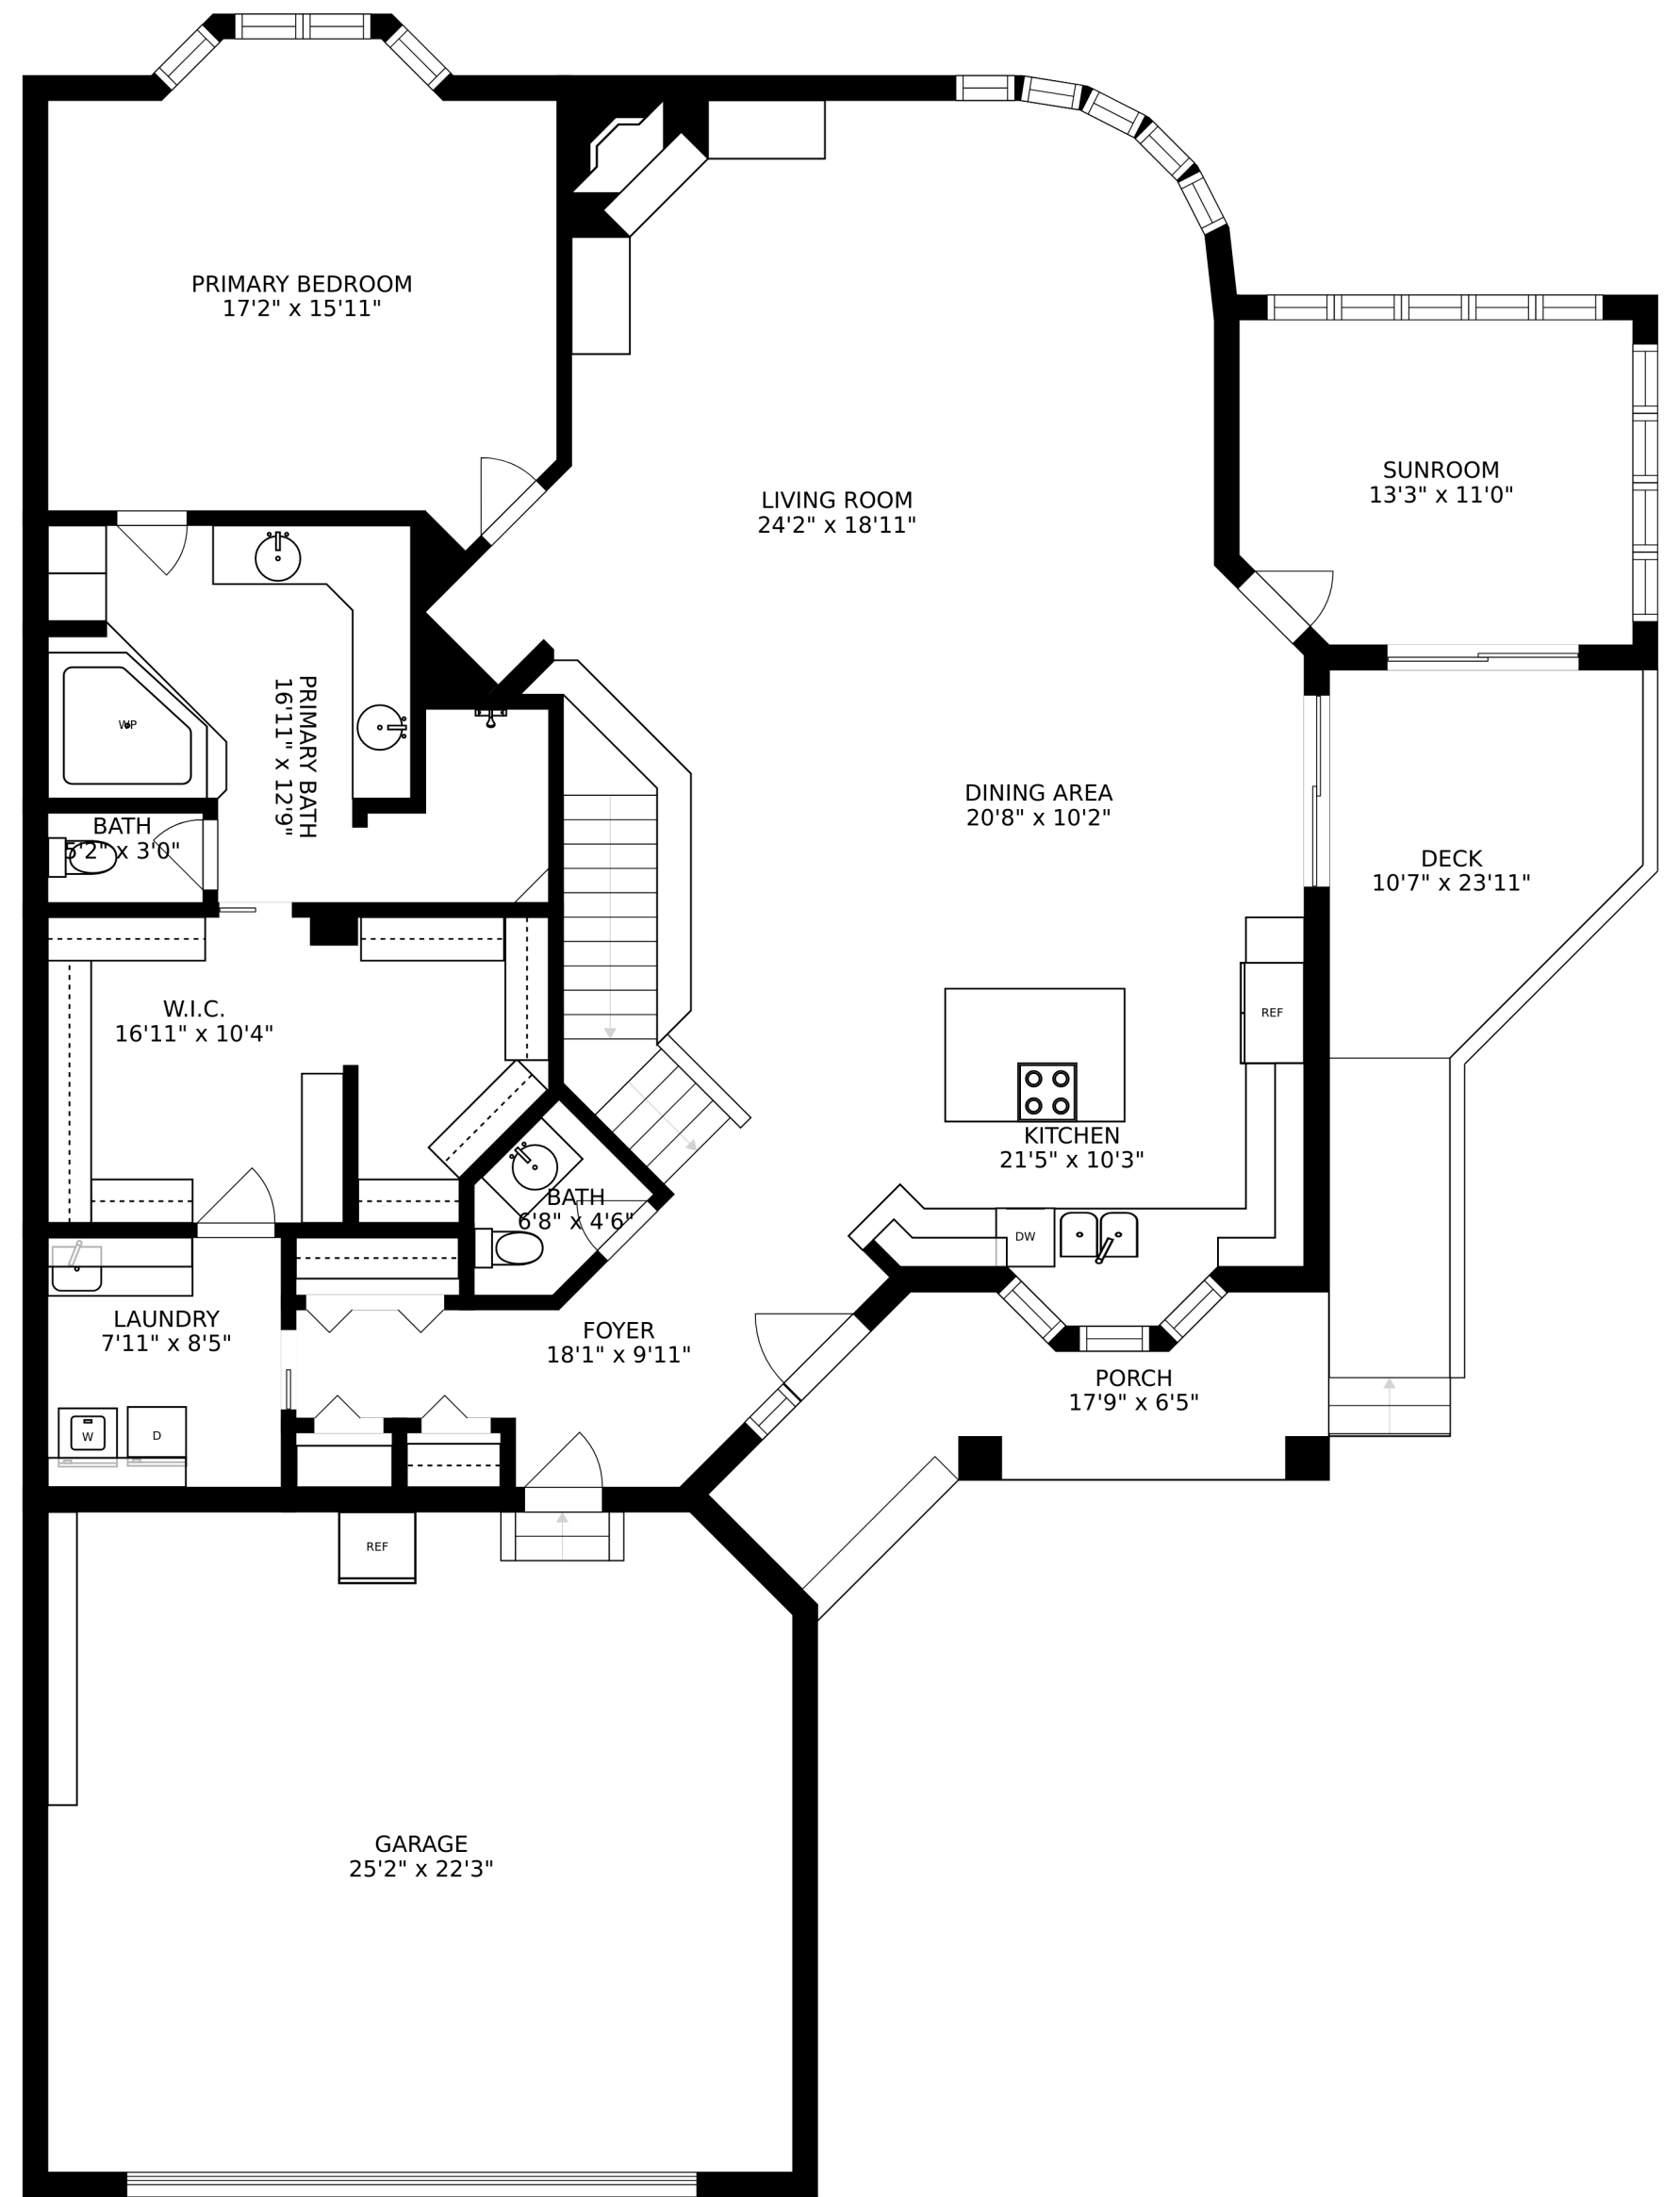 PRIMARY BEDROOM
17'2" x 15'11"
LIVING ROOM
24'2" x 18'11"
SUNROOM
13'3" x 11'0"
WP
PRIMARY BATH
16'11" x 12'9"
BATH
5'2" x 3'0"
DINING AREA
20'8" x 10'2"
DECK
10'7" x 23'11"
W.I.C.
16'11" x 10'4"
REF
KITCHEN
21'5" x 10'3"
BATH
6'8" x 4'6"
DW
LAUNDRY
7'11" x 8'5"
FOYER
18'1" x 9'11"
PORCH
17'9" x 6'5"
W
D
REF
GARAGE
25'2" x 22'3"